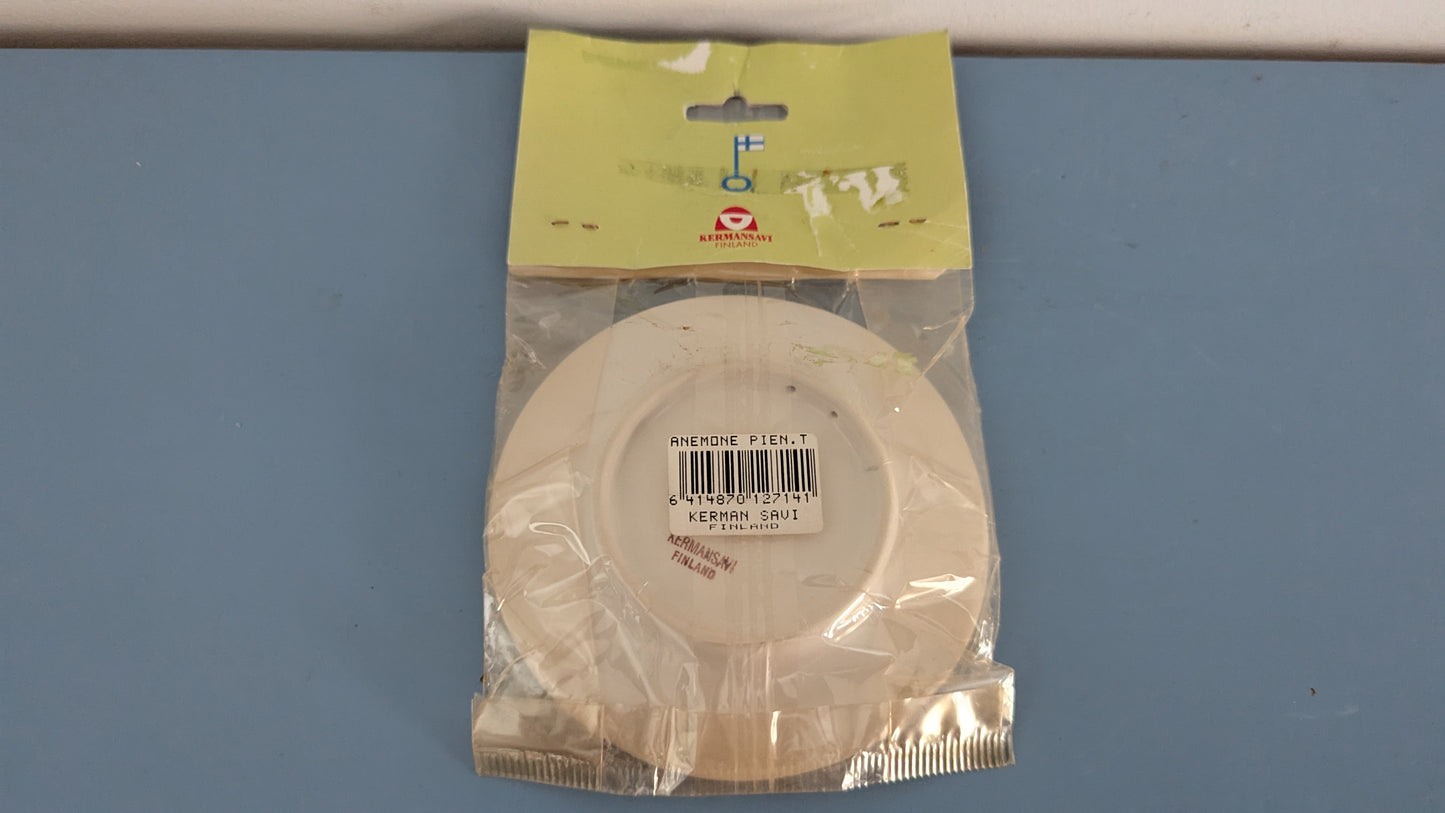 KERMANSAVI
FINLAND
ANEMONE PIEN.T
6 414870 127141
KERMAN SAVI
FINLAND
KERMANSAVI
FINLAND